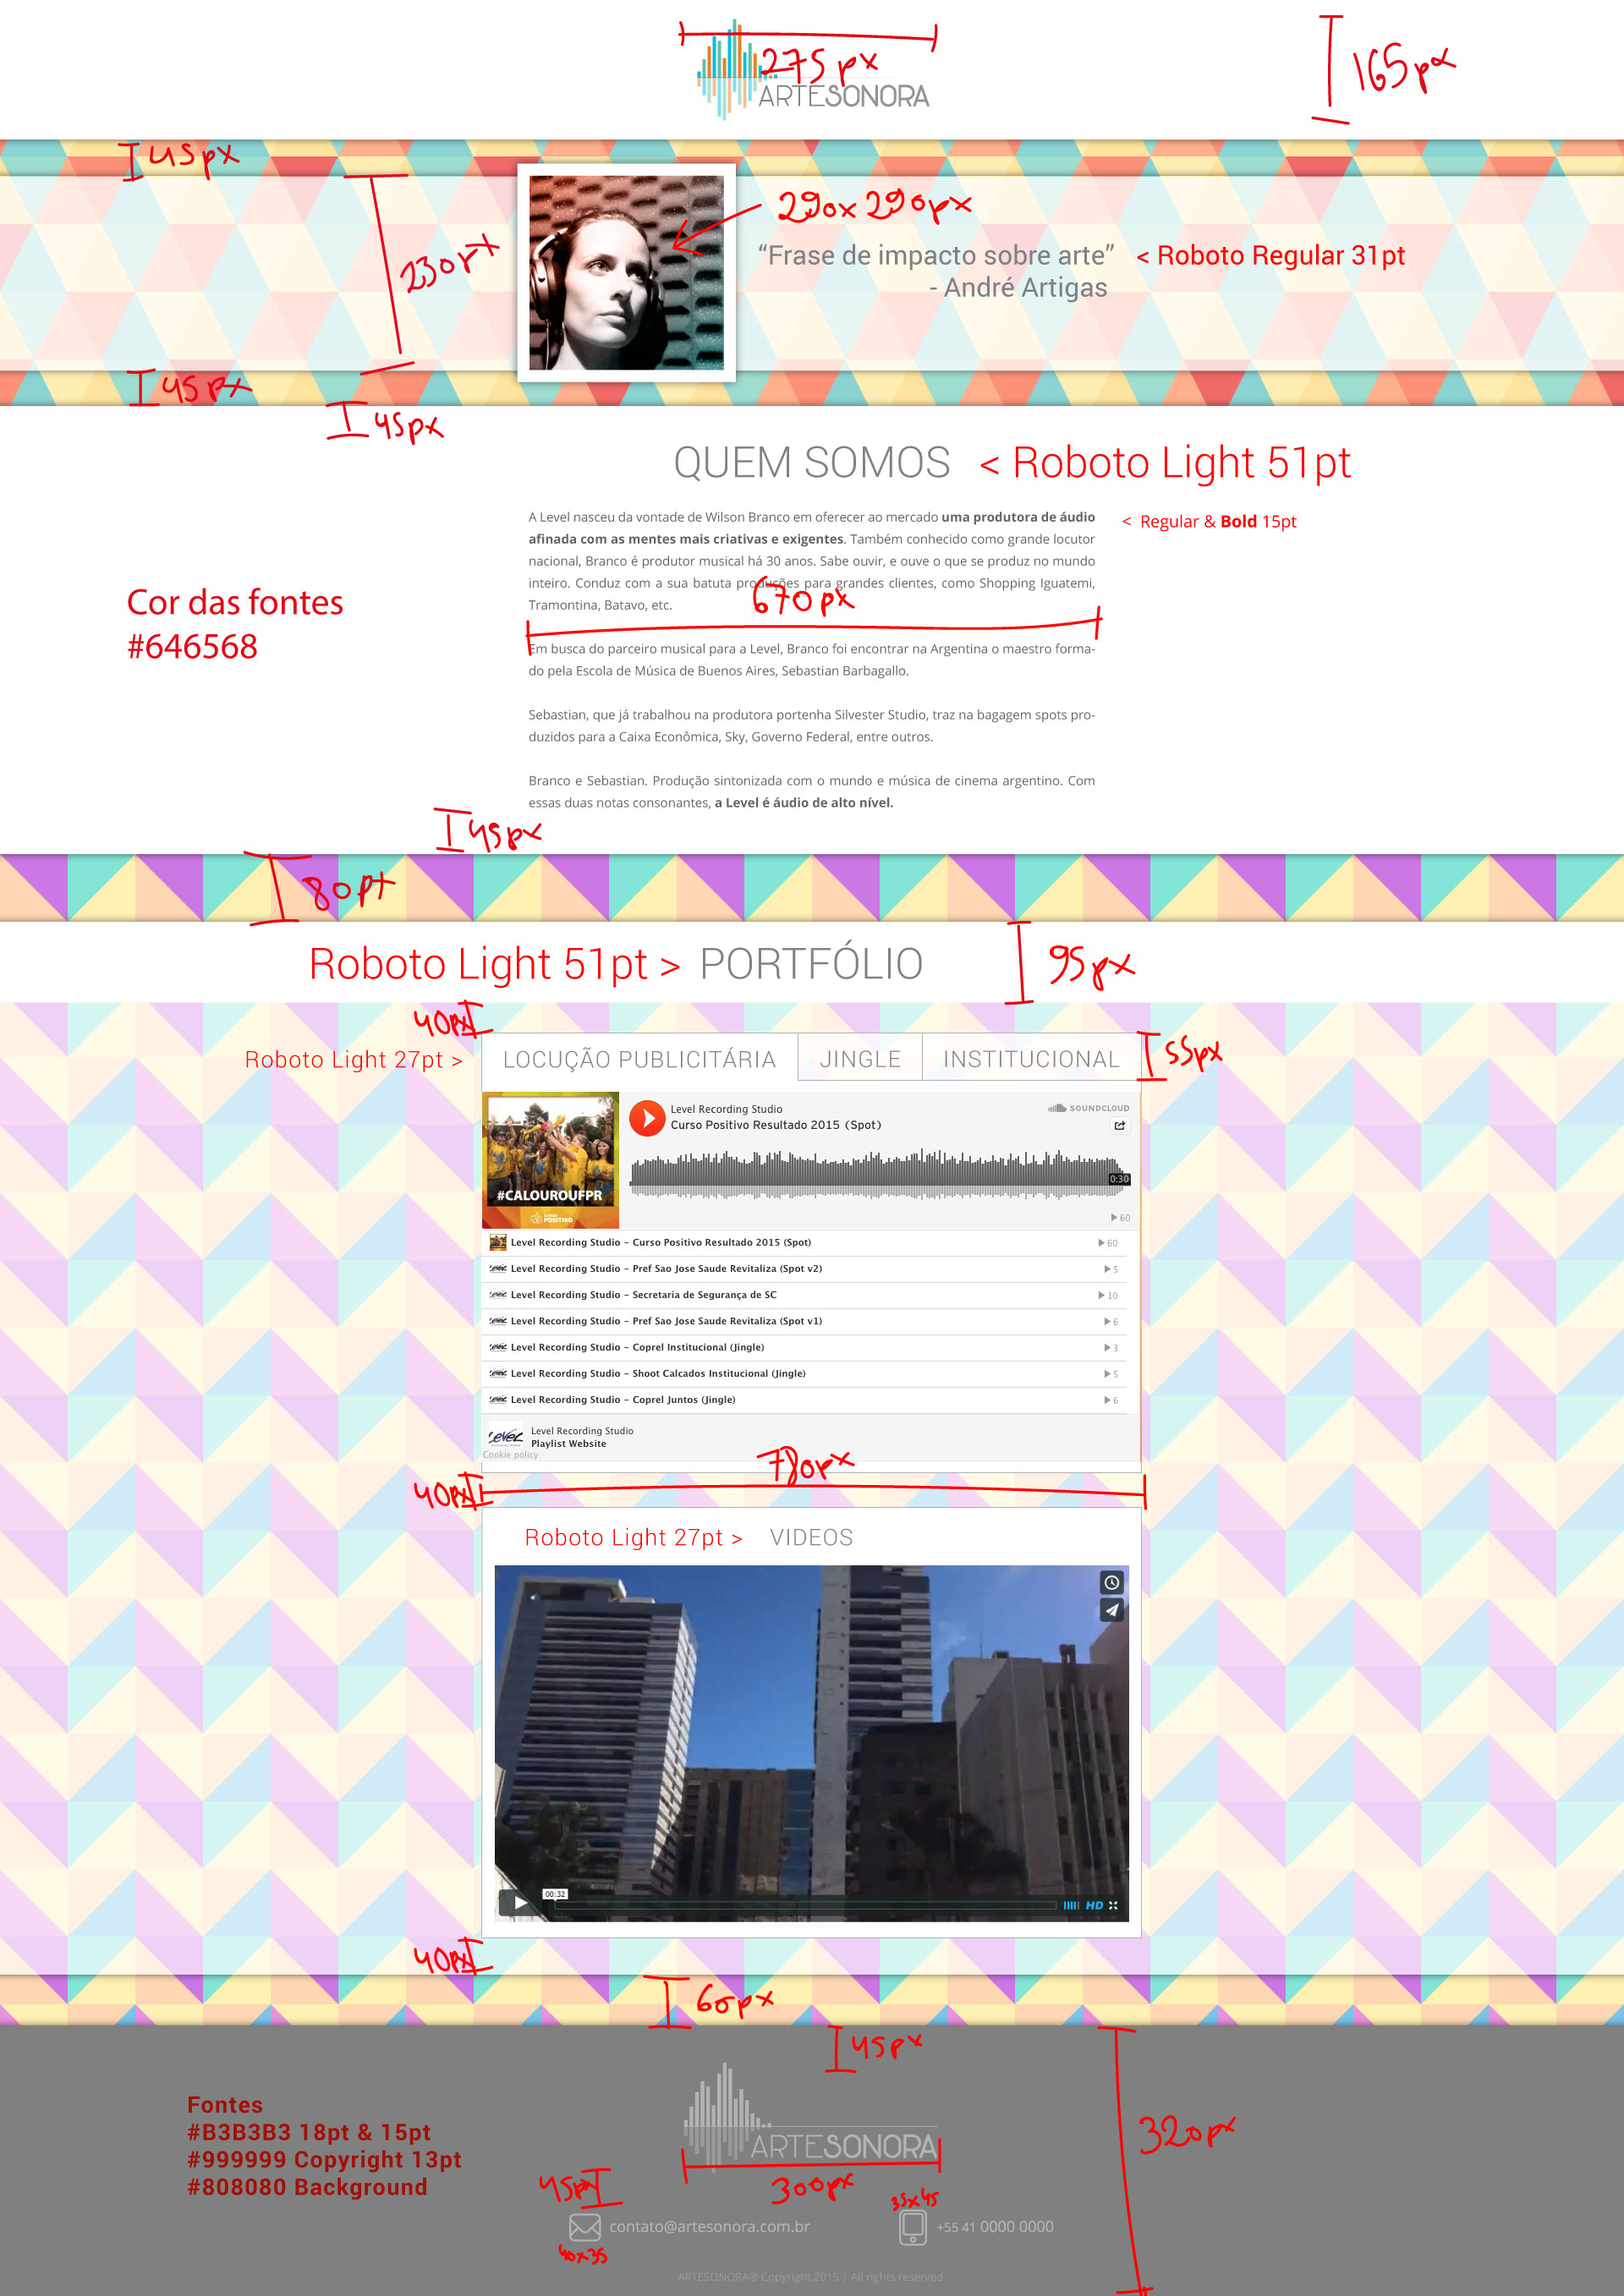 275px
165px
ARTESONORA
45px
290x290px
230px
“Frase de impacto sobre arte” < Roboto Regular 31pt
- André Artigas
45px
45px
QUEM SOMOS < Roboto Light 51pt
A Level nasceu da vontade de Wilson Branco em oferecer ao mercado uma produtora de áudio
< Regular & Bold 15pt
afinada com as mentes mais criativas e exigentes. Também conhecido como grande locutor
nacional, Branco é produtor musical há 30 anos. Sabe ouvir, e ouve o que se produz no mundo
inteiro. Conduz com a sua batuta produções para grandes clientes, como Shopping Iguatemi,
Tramontina, Batavo, etc.
670px
Cor das fontes
#646568
Em busca do parceiro musical para a Level, Branco foi encontrar na Argentina o maestro forma-
do pela Escola de Música de Buenos Aires, Sebastian Barbagallo.
Sebastian, que já trabalhou na produtora portenha Silvester Studio, traz na bagagem spots pro-
duzidos para a Caixa Econômica, Sky, Governo Federal, entre outros.
Branco e Sebastian. Produção sintonizada com o mundo e música de cinema argentino. Com
essas duas notas consonantes, a Level é áudio de alto nível.
45px
80pt
Roboto Light 51pt > PORTFÓLIO
95px
40px
Roboto Light 27pt >
LOCUÇÃO PUBLICITÁRIA
JINGLE
INSTITUCIONAL
55px
Level Recording Studio
SOUNDCLOUD
Curso Positivo Resultado 2015 (Spot)
0:30
#CALOUROUFPR
CURSO
POSITIVO
60
Level Recording Studio - Curso Positivo Resultado 2015 (Spot) 60
Level Recording Studio - Pref Sao Jose Saude Revitaliza (Spot v2) 5
Level Recording Studio - Secretaria de Segurança de SC 10
Level Recording Studio - Pref Sao Jose Saude Revitaliza (Spot v1) 6
Level Recording Studio - Coprel Institucional (Jingle) 3
Level Recording Studio - Shoot Calcados Institucional (Jingle) 5
Level Recording Studio - Coprel Juntos (Jingle) 6
LEVEL
Level Recording Studio
Playlist Website
Cookie policy
780px
40px
Roboto Light 27pt > VIDEOS
00:32
HD
40px
60px
45px
Fontes
#B3B3B3 18pt & 15pt
#999999 Copyright 13pt
#808080 Background
ARTESONORA
320px
300px
45px
35x45
contato@artesonora.com.br
+55 41 0000 0000
40x35
ARTESONORA® Copyright 2015 | All rights reserved.